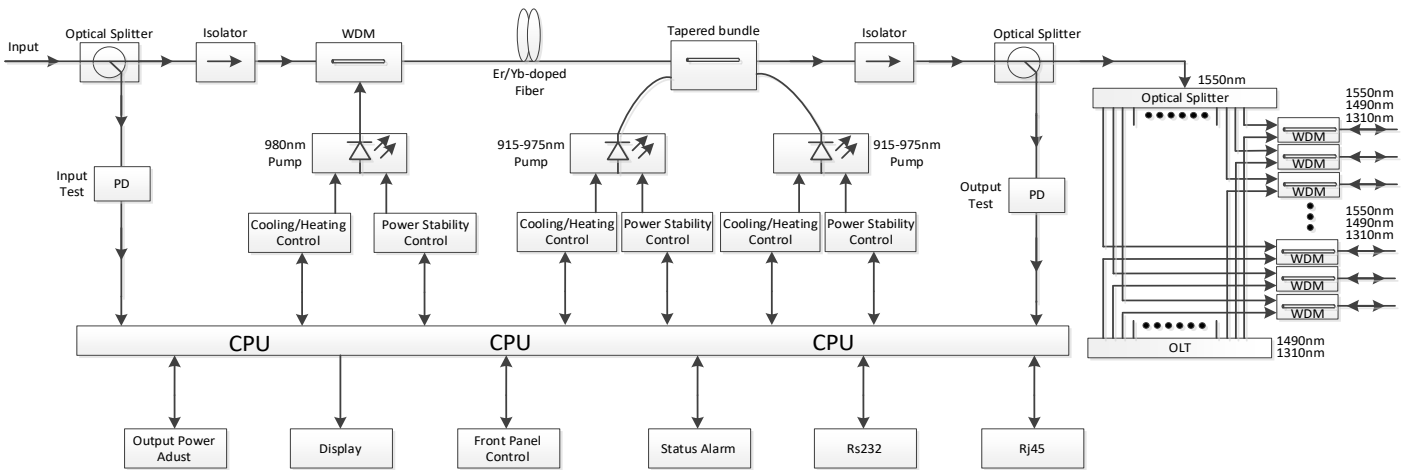 Input
Optical Splitter
Isolator
WDM
Er/Yb-doped
Fiber
Tapered bundle
Isolator
Optical Splitter
1550nm
Optical Splitter
1550nm
1490nm
1310nm
WDM
WDM
WDM
1550nm
1490nm
1310nm
WDM
WDM
WDM
OLT
1490nm
1310nm
Input
Test
PD
980nm
Pump
915-975nm
Pump
915-975nm
Pump
Output
Test
PD
Cooling/Heating
Control
Power Stability
Control
Cooling/Heating
Control
Power Stability
Control
Cooling/Heating
Control
Power Stability
Control
CPU
CPU
CPU
Output Power
Adust
Display
Front Panel
Control
Status Alarm
Rs232
Rj45